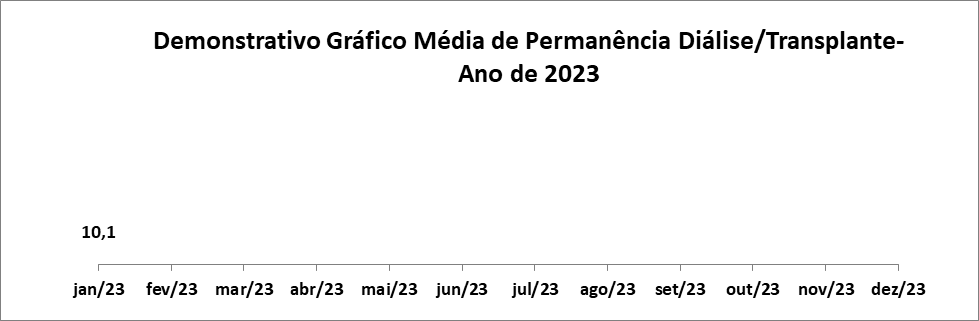 Demonstrativo Gráfico Média de Permanência Diálise/Transplante-
Ano de 2023
10,1
jan/23 fev/23 mar/23 abr/23 mai/23 jun/23 jul/23 ago/23 set/23 out/23 nov/23 dez/23